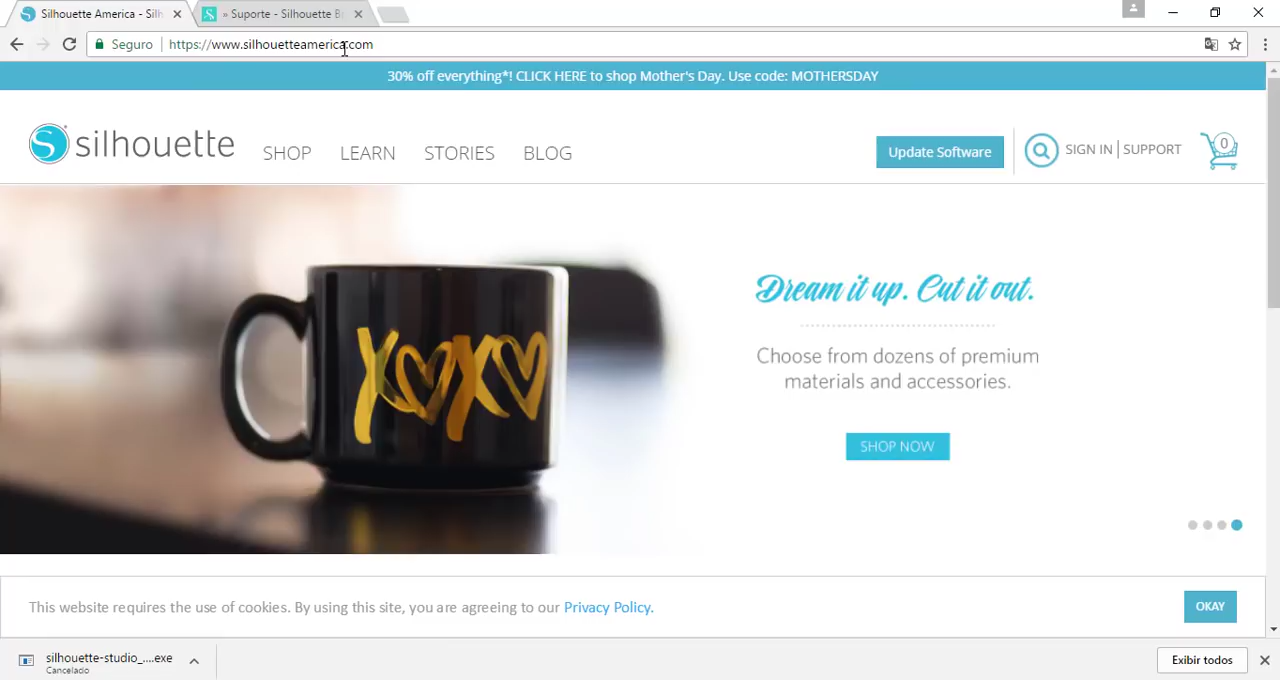 Silhouette America - Silh
» Suporte - Silhouette Br
Seguro
https://www.silhouetteamerica.com
30% off everything*! CLICK HERE to shop Mother's Day. Use code: MOTHERSDAY
S silhouette
SHOP
LEARN
STORIES
BLOG
Update Software
SIGN IN | SUPPORT
0
XOXO
Dream it up. Cut it out.
Choose from dozens of premium
materials and accessories.
SHOP NOW
This website requires the use of cookies. By using this site, you are agreeing to our Privacy Policy.
OKAY
silhouette-studio_....exe
Cancelado
Exibir todos